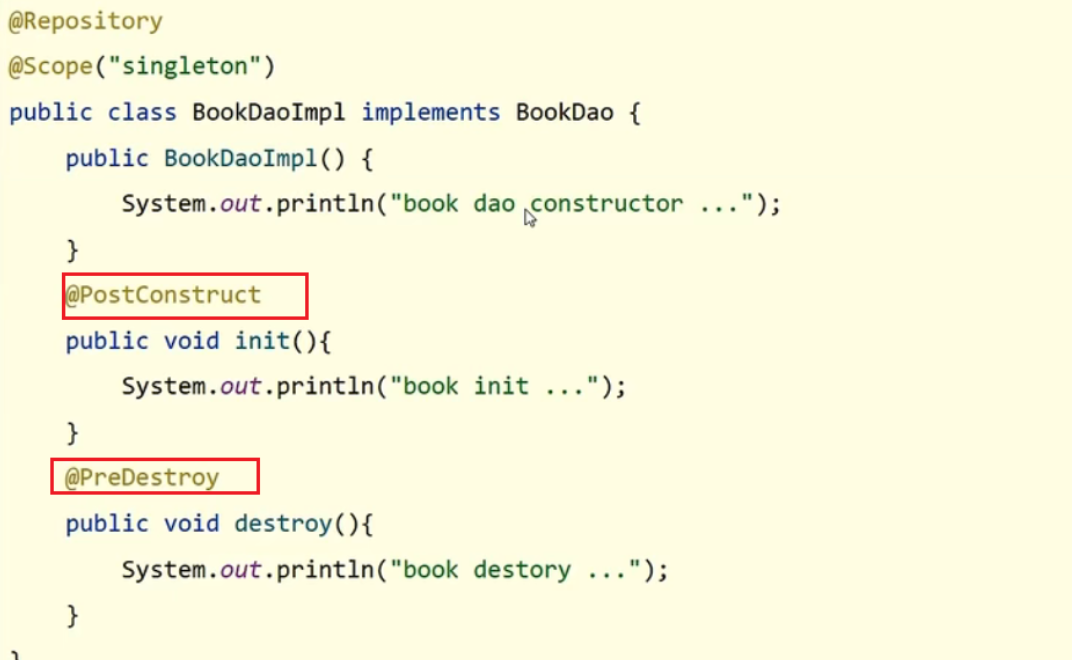 @Repository
@Scope("singleton")
public class BookDaoImpl implements BookDao {
    public BookDaoImpl() {
        System.out.println("book dao constructor ...");
    }
    @PostConstruct
    public void init(){
        System.out.println("book init ...");
    }
    @PreDestroy
    public void destroy(){
        System.out.println("book destory ...");
    }
}